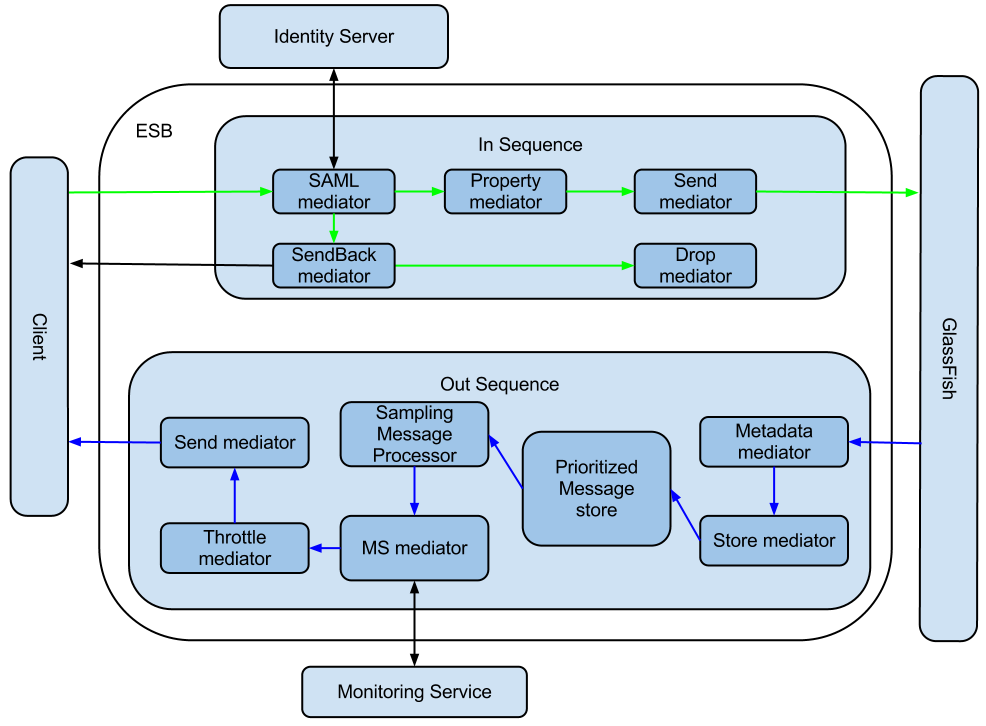 Identity Server
ESB
In Sequence
SAML
mediator
Property
mediator
Send
mediator
SendBack
mediator
Drop
mediator
Client
GlassFish
Out Sequence
Send mediator
Sampling
Message
Processor
Prioritized
Message
store
Metadata
mediator
Throttle
mediator
MS mediator
Store mediator
Monitoring Service